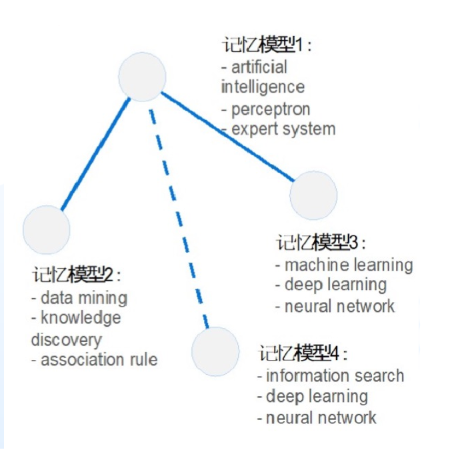 记忆模型1：
- artificial
intelligence
- perceptron
- expert system
记忆模型2：
- data mining
- knowledge
discovery
- association rule
记忆模型3：
- machine learning
- deep learning
- neural network
记忆模型4：
- information search
- deep learning
- neural network